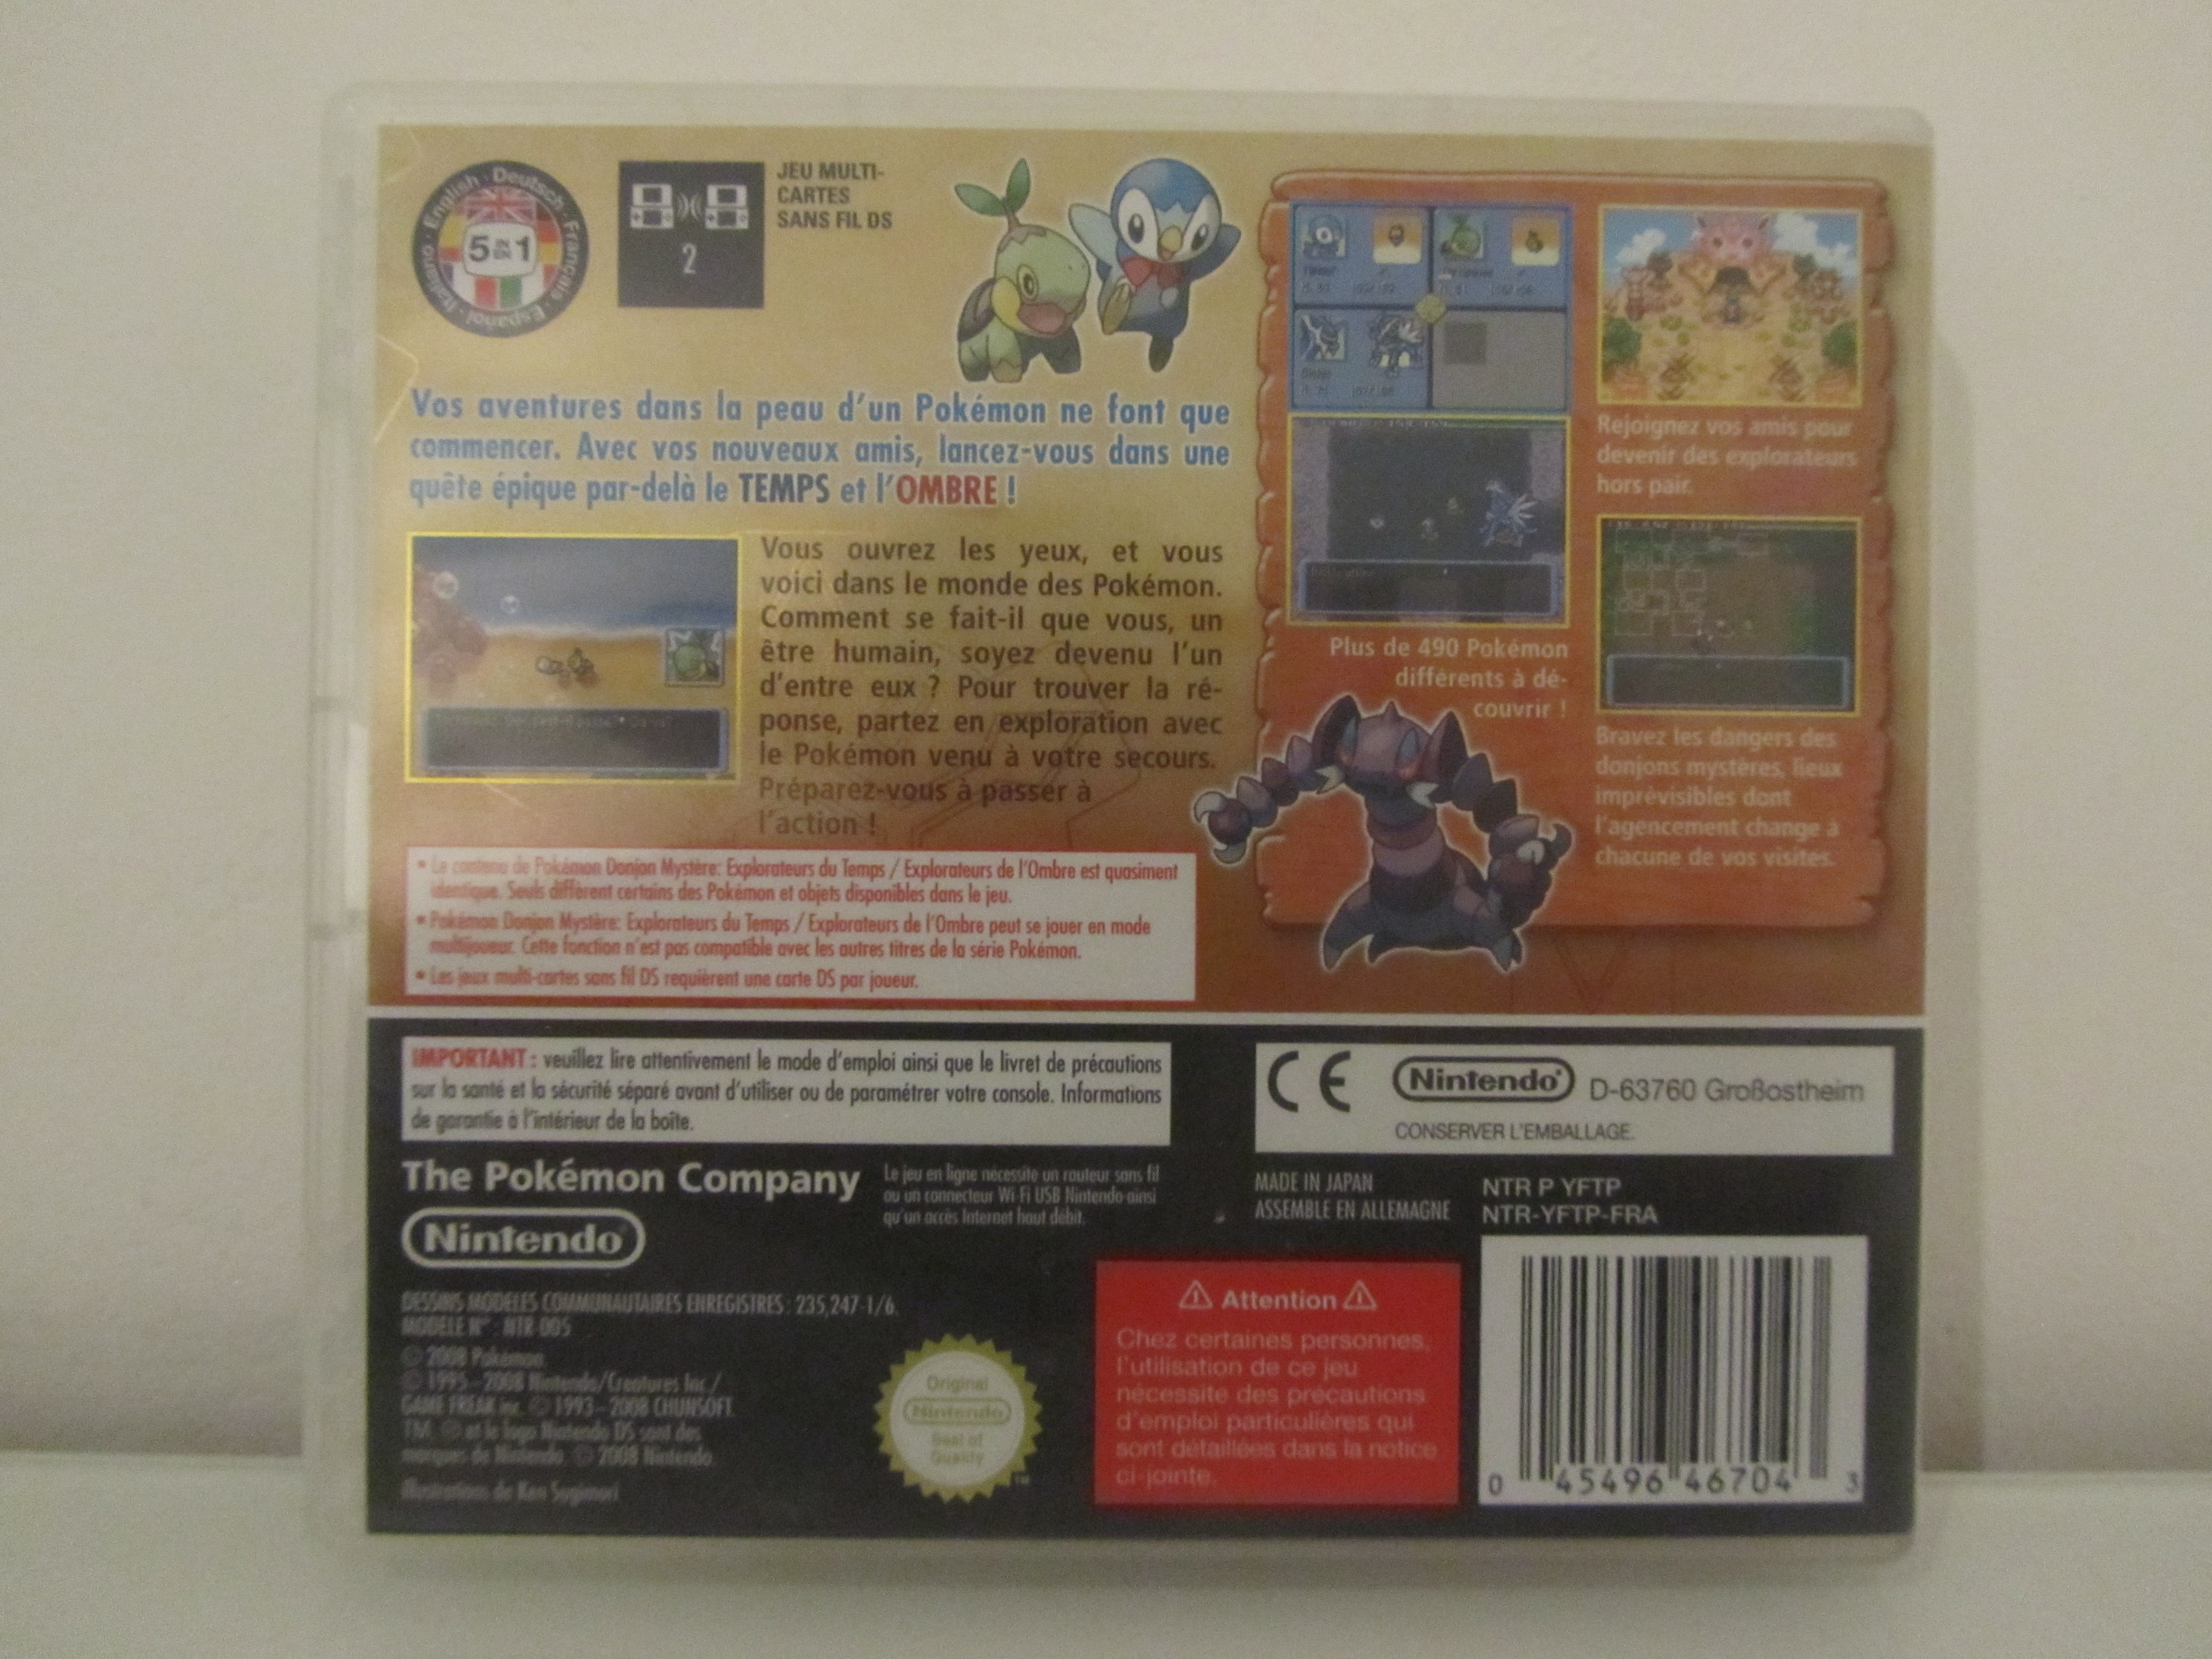 English · Deutsch · Français · Español · Italiano ·
5 IN EN 1
2
JEU MULTI-
CARTES
SANS FIL DS
Vos aventures dans la peau d'un Pokémon ne font que
commencer. Avec vos nouveaux amis, lancez-vous dans une
quête épique par-delà le TEMPS et l'OMBRE !
Vous ouvrez les yeux, et vous
voici dans le monde des Pokémon.
Comment se fait-il que vous, un
être humain, soyez devenu l'un
d'entre eux ? Pour trouver la ré-
ponse, partez en exploration avec
le Pokémon venu à votre secours.
Préparez-vous à passer à
l'action !
Rejoignez vos amis pour
devenir des explorateurs
hors pair.
Plus de 490 Pokémon
différents à dé-
couvrir !
Bravez les dangers des
donjons mystères, lieux
imprévisibles dont
l'agencement change à
chacune de vos visites.
• Le contenu de Pokémon Donjon Mystère: Explorateurs du Temps / Explorateurs de l'Ombre est quasiment
identique. Seuls diffèrent certains des Pokémon et objets disponibles dans le jeu.
• Pokémon Donjon Mystère: Explorateurs du Temps / Explorateurs de l'Ombre peut se jouer en mode
multijoueur. Cette fonction n'est pas compatible avec les autres titres de la série Pokémon.
• Les jeux multi-cartes sans fil DS requièrent une carte DS par joueur.
IMPORTANT : veuillez lire attentivement le mode d'emploi ainsi que le livret de précautions
sur la santé et la sécurité séparé avant d'utiliser ou de paramétrer votre console. Informations
de garantie à l'intérieur de la boîte.
CE Nintendo D-63760 Großostheim
CONSERVER L'EMBALLAGE.
The Pokémon Company
Nintendo
Le jeu en ligne nécessite un routeur sans fil
ou un connecteur Wi-Fi USB Nintendo ainsi
qu'un accès Internet haut débit.
MADE IN JAPAN
ASSEMBLE EN ALLEMAGNE
NTR P YFTP
NTR-YFTP-FRA
DESSINS MODELES COMMUNAUTAIRES ENREGISTRES : 235,247-1/6.
MODELE N° : NTR-005
© 2008 Pokémon.
© 1995–2008 Nintendo/Creatures Inc./
GAME FREAK inc. © 1993–2008 CHUNSOFT.
TM, ® et le logo Nintendo DS sont des
marques de Nintendo. © 2008 Nintendo.
Illustrations de Ken Sugimori
Original
Nintendo
Seal of
Quality
TM
Attention
Chez certaines personnes,
l'utilisation de ce jeu
nécessite des précautions
d'emploi particulières qui
sont détaillées dans la notice
ci-jointe.
0 45496 46704 3